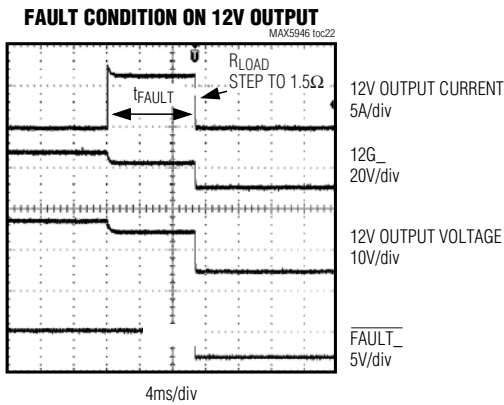 FAULT CONDITION ON 12V OUTPUT
MAX5946 toc22
RLOAD
STEP TO 1.5Ω
tFAULT
12V OUTPUT CURRENT
5A/div
12G_
20V/div
12V OUTPUT VOLTAGE
10V/div
FAULT_
5V/div
4ms/div